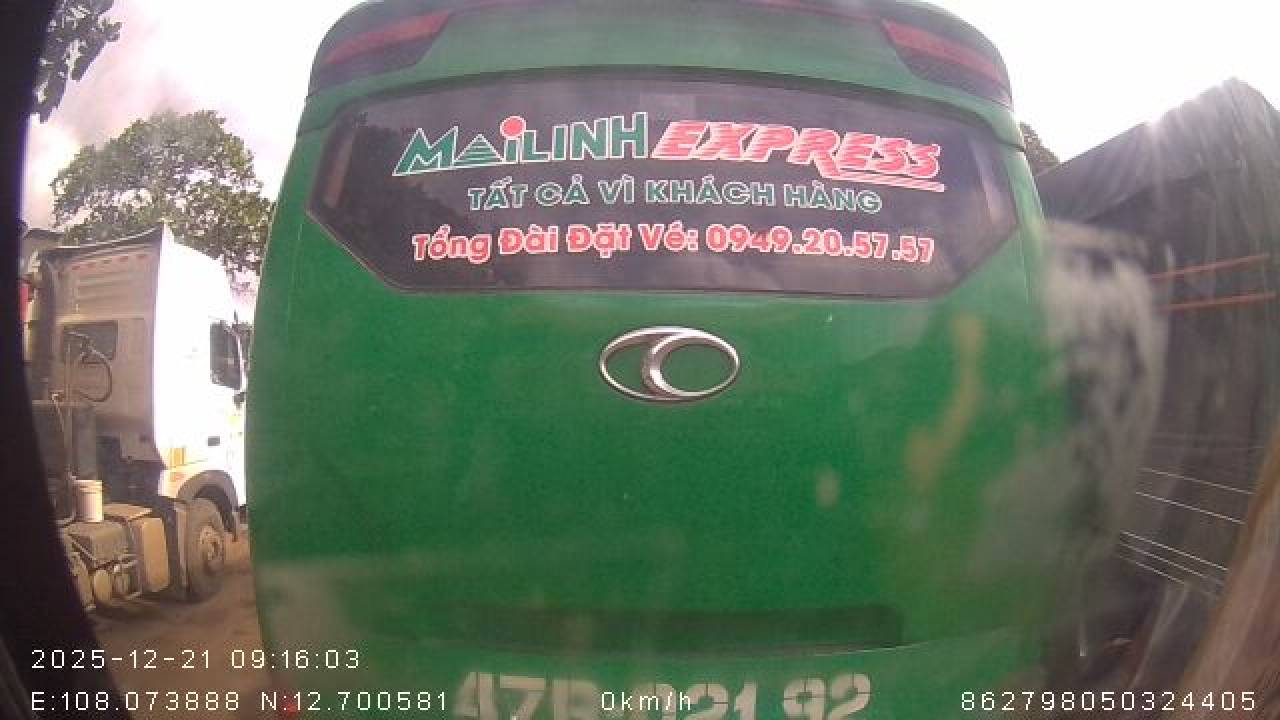 MAILINH EXPRESS
TẤT CẢ VÌ KHÁCH HÀNG
Tổng Đài Đặt Vé: 0949.20.57.57
2025-12-21 09:16:03
E:108.073888 N:12.700581 0km/h 862798050324405